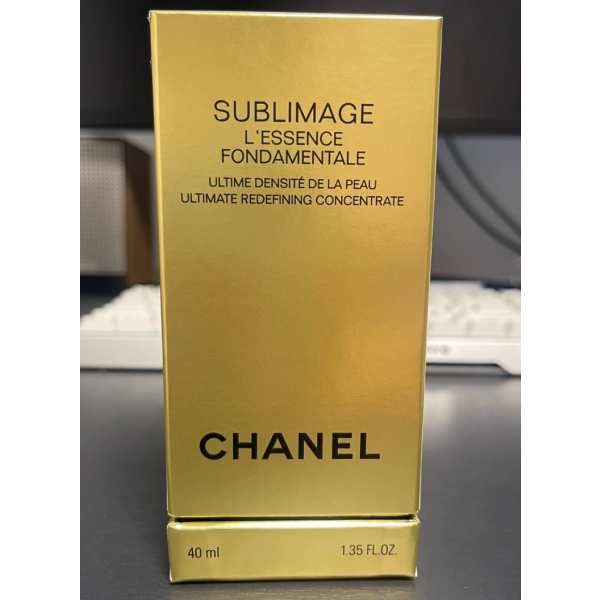 SUBLIMAGE
L'ESSENCE
FONDAMENTALE
ULTIME DENSITÉ DE LA PEAU
ULTIMATE REDEFINING CONCENTRATE
CHANEL
40 ml 1.35 FL.OZ.